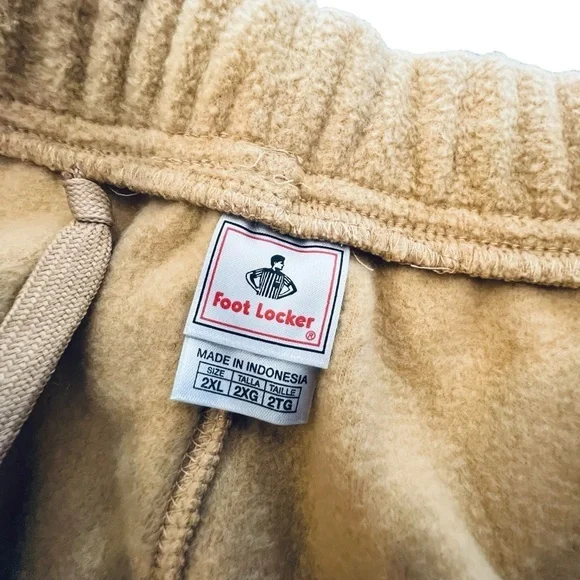 Foot Locker
®
MADE IN INDONESIA
SIZE TALLA TAILLE
2XL 2XG 2TG